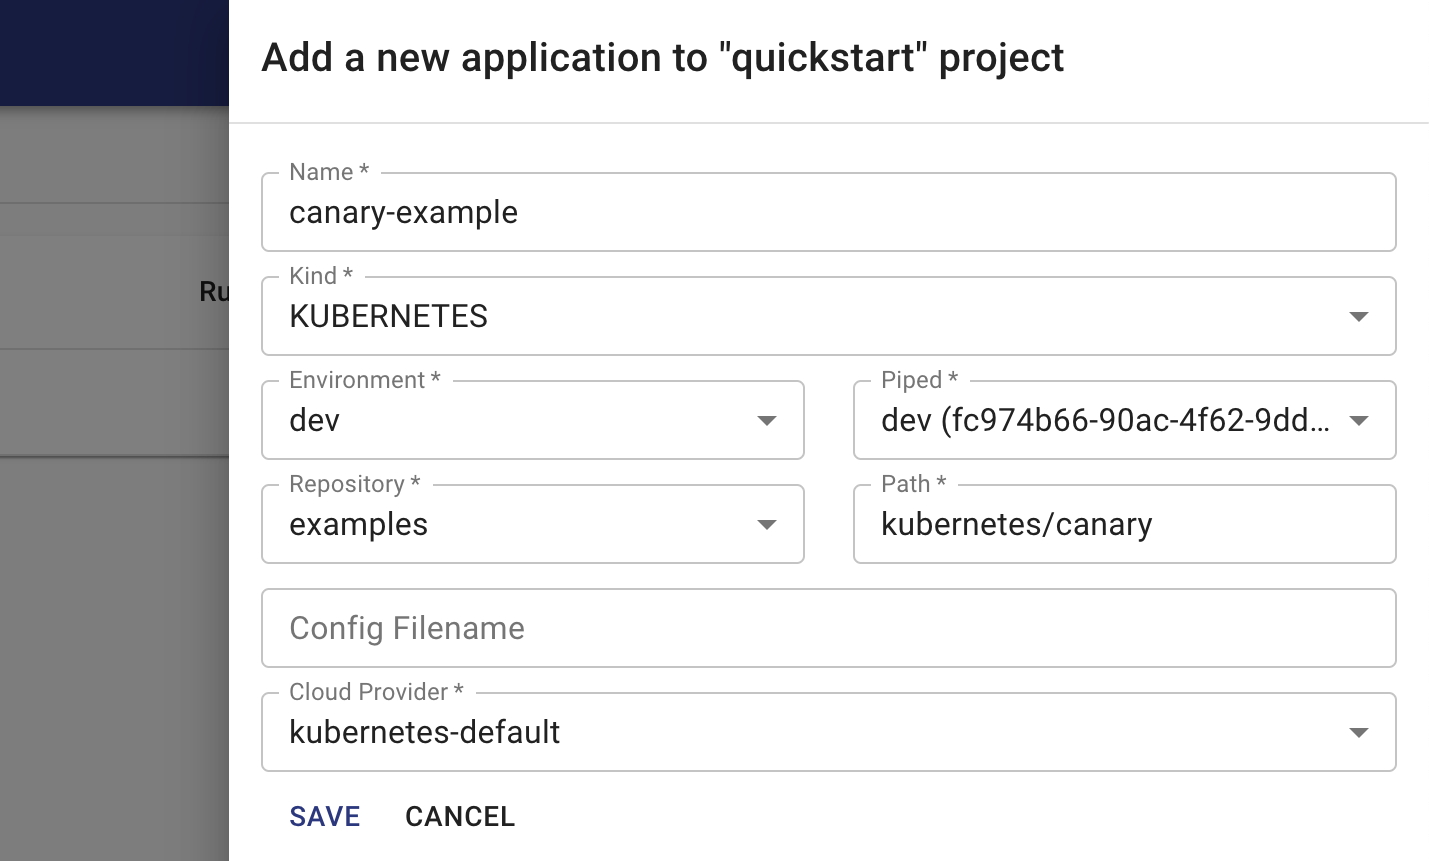 Add a new application to "quickstart" project
Name *
canary-example
Ru
Kind *
KUBERNETES
Environment *
dev
Piped *
dev (fc974b66-90ac-4f62-9dd...
Repository *
examples
Path *
kubernetes/canary
Config Filename
Cloud Provider *
kubernetes-default
SAVE CANCEL